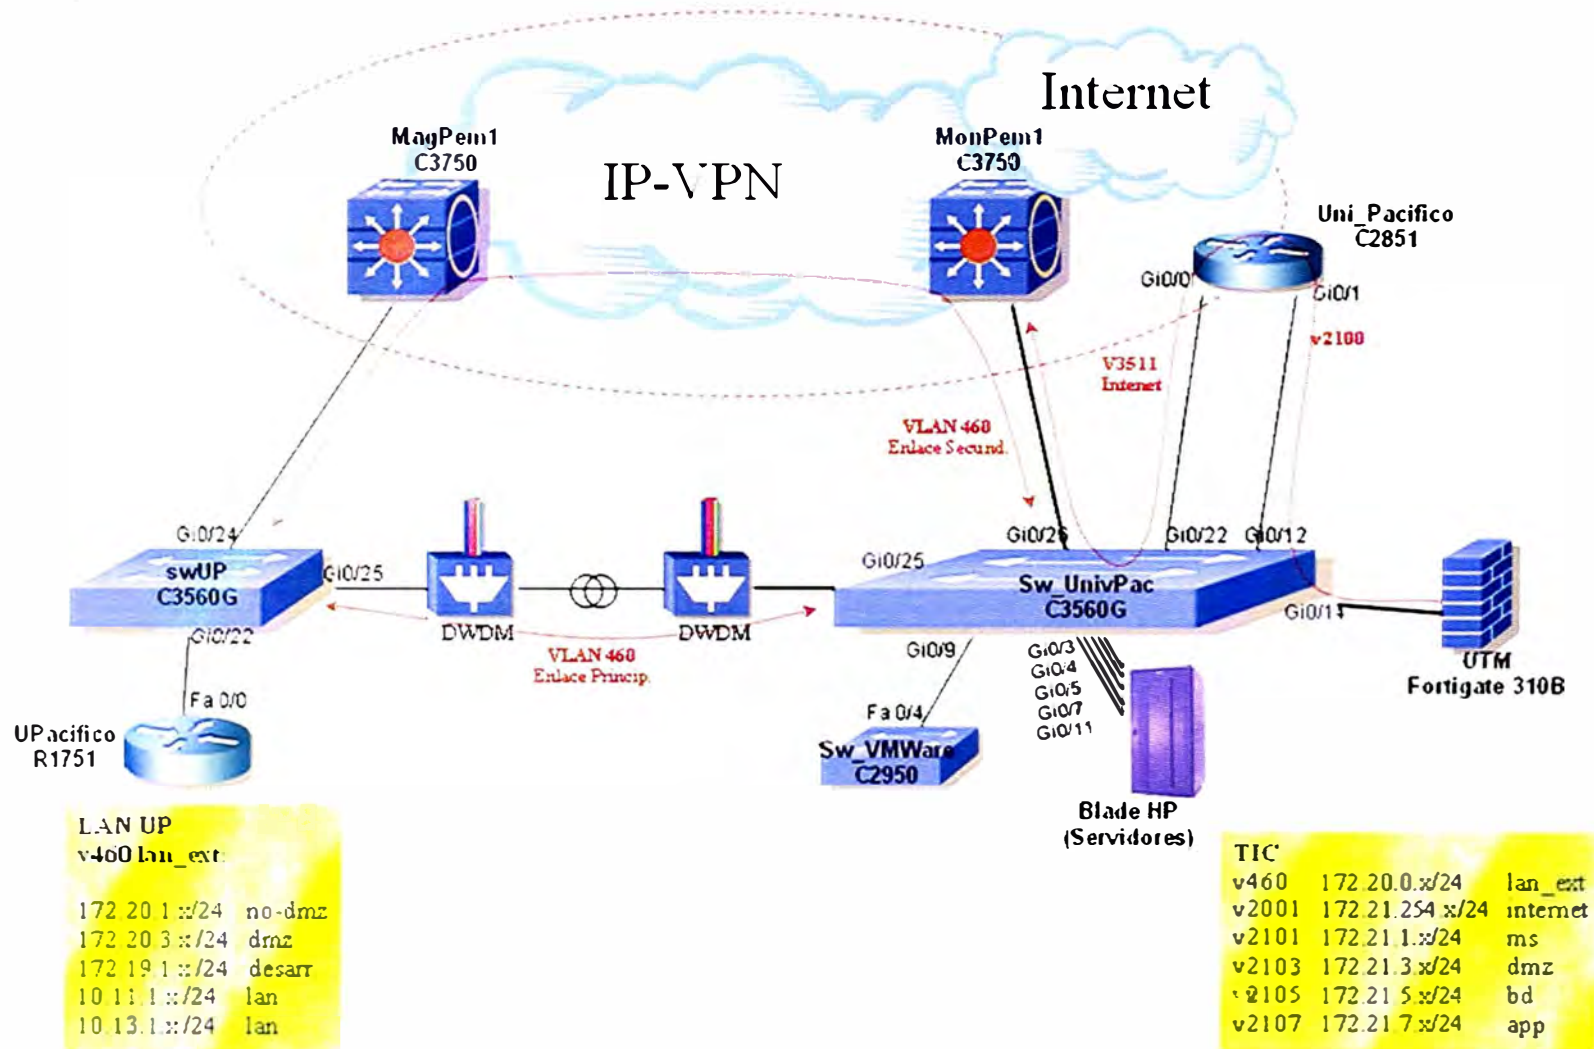 Internet
MagPem1
C3750
MonPem1
C3750
IP-VPN
Uni_Pacifico
C2851
Gi0/0
Gi0/1
v2100
V3511
Intenet
VLAN 460
Enlace Secund.
Gi0/24
Gi0/25
Gi0/25
Gi0/26
Gi0/22
Gi0/12
swUP
C3560G
Sw_UnivPac
C3560G
Gi0/22
DWDM
DWDM
VLAN 460
Enlace Princip.
Gi0/9
Gi0/3
Gi0/4
Gi0/5
Gi0/7
Gi0/11
UTM
Fortigate 310B
Fa 0/0
Fa 0/4
UPacifico
R1751
Sw_VMWare
C2950
Blade HP
(Servidores)
LAN UP
v460 lan_ext:
172.20.1.x/24 no-dmz
172.20.3.x/24 dmz
172.19.1.x/24 desarr
10.11.1.x/24 lan
10.13.1.x/24 lan
TIC
v460 172.20.0.x/24 lan_ext
v2001 172.21.254.x/24 internet
v2101 172.21.1.x/24 ms
v2103 172.21.3.x/24 dmz
v2105 172.21.5.x/24 bd
v2107 172.21.7.x/24 app